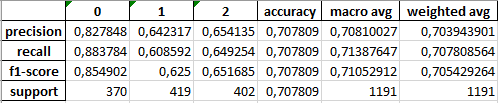 0 1 2 accuracy macro avg weighted avg
precision 0,827848 0,642317 0,654135 0,707809 0,70810027 0,703943901
recall 0,883784 0,608592 0,649254 0,707809 0,71387647 0,707808564
f1-score 0,854902 0,625 0,651685 0,707809 0,71052912 0,705429264
support 370 419 402 0,707809 1191 1191